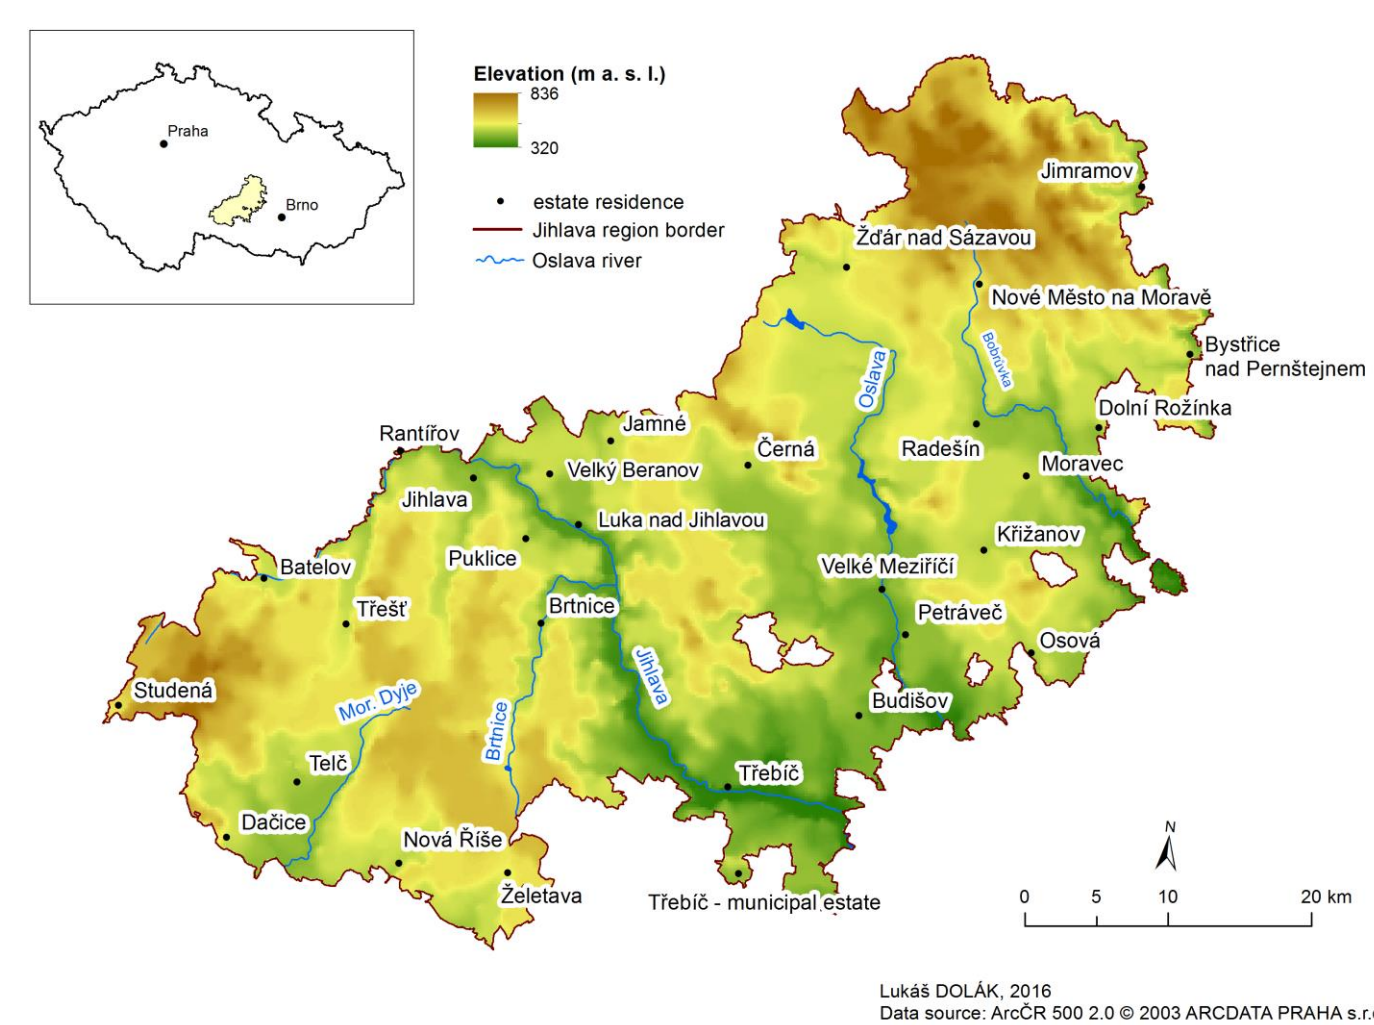 Praha
Brno
Elevation (m a. s. l.)
836
320
estate residence
Jihlava region border
Oslava river
Jimramov
Žďár nad Sázavou
Nové Město na Moravě
Bystřice
nad Pernštejnem
Bobrůvka
Oslava
Dolní Rožínka
Rantířov
Jamné
Černá
Radešín
Moravec
Velký Beranov
Jihlava
Luka nad Jihlavou
Křižanov
Puklice
Batelov
Velké Meziříčí
Třešť
Brtnice
Petráveč
Osová
Jihlava
Studená
Mor. Dyje
Budišov
Brtnice
Telč
Třebíč
Dačice
Nová Říše
Želetava
Třebíč - municipal estate
N
0 5 10 20 km
Lukáš DOLÁK, 2016
Data source: ArcČR 500 2.0 © 2003 ARCDATA PRAHA s.r.